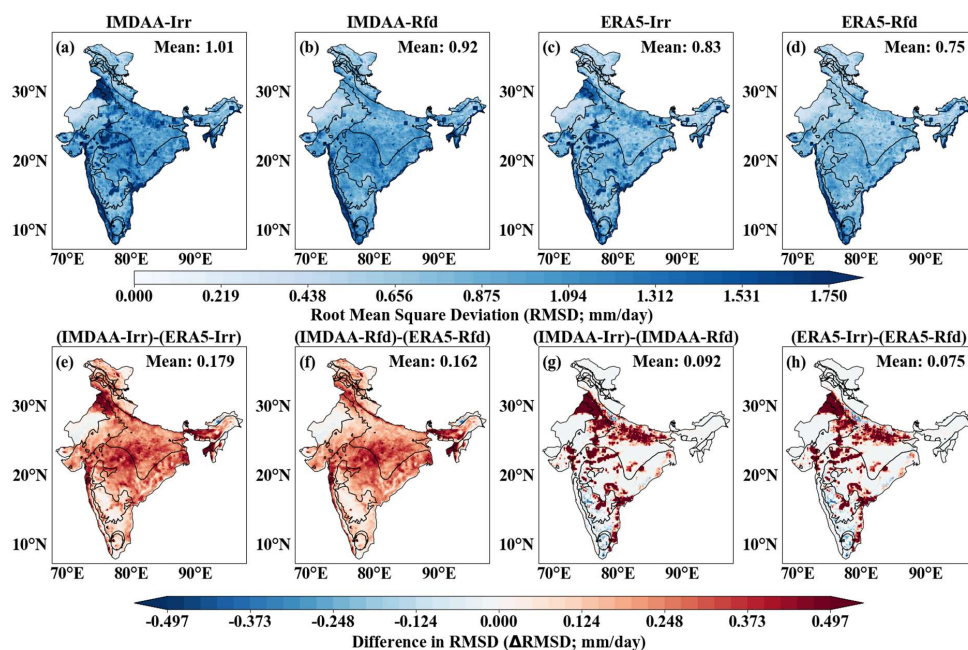 IMDAA-Irr IMDAA-Rfd ERA5-Irr ERA5-Rfd
(a) Mean: 1.01 (b) Mean: 0.92 (c) Mean: 0.83 (d) Mean: 0.75
30°N
20°N
10°N
70°E 80°E 90°E 70°E 80°E 90°E 70°E 80°E 90°E 70°E 80°E 90°E
0.000 0.219 0.438 0.656 0.875 1.094 1.312 1.531 1.750
Root Mean Square Deviation (RMSD; mm/day)
(IMDAA-Irr)-(ERA5-Irr) (IMDAA-Rfd)-(ERA5-Rfd) (IMDAA-Irr)-(IMDAA-Rfd) (ERA5-Irr)-(ERA5-Rfd)
(e) Mean: 0.179 (f) Mean: 0.162 (g) Mean: 0.092 (h) Mean: 0.075
30°N
20°N
10°N
70°E 80°E 90°E 70°E 80°E 90°E 70°E 80°E 90°E 70°E 80°E 90°E
-0.497 -0.373 -0.248 -0.124 0.000 0.124 0.248 0.373 0.497
Difference in RMSD (ΔRMSD; mm/day)